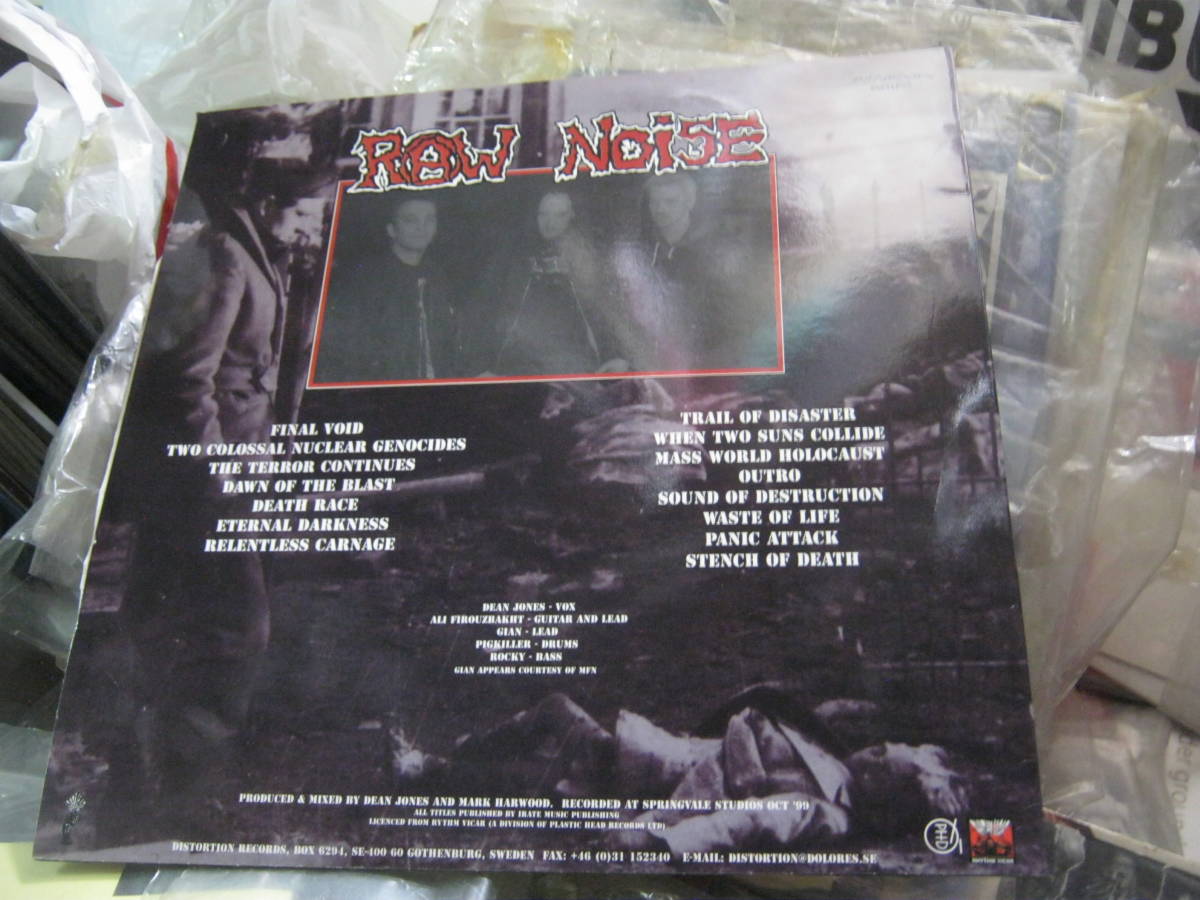 RAW NOISE
FINAL VOID
TWO COLOSSAL NUCLEAR GENOCIDES
THE TERROR CONTINUES
DAWN OF THE BLAST
DEATH RACE
ETERNAL DARKNESS
RELENTLESS CARNAGE
TRAIL OF DISASTER
WHEN TWO SUNS COLLIDE
MASS WORLD HOLOCAUST
OUTRO
SOUND OF DESTRUCTION
WASTE OF LIFE
PANIC ATTACK
STENCH OF DEATH
DEAN JONES - VOX
ALI FIROUZBAKHT - GUITAR AND LEAD
GIAN - LEAD
PIGKILLER - DRUMS
ROCKY - BASS
GIAN APPEARS COURTESY OF MFN
PRODUCED & MIXED BY DEAN JONES AND MARK HARWOOD. RECORDED AT SPRINGVALE STUDIOS OCT '99
ALL TITLES PUBLISHED BY IRATE MUSIC PUBLISHING
LICENCED FROM RYTHM VICAR (A DIVISION OF PLASTIC HEAD RECORDS LTD)
DISTORTION RECORDS, BOX 6294, SE-400 60 GOTHENBURG, SWEDEN FAX: +46 (0)31 152340 E-MAIL: DISTORTION@DOLORES.SE
PHD
RHYTHM VICAR